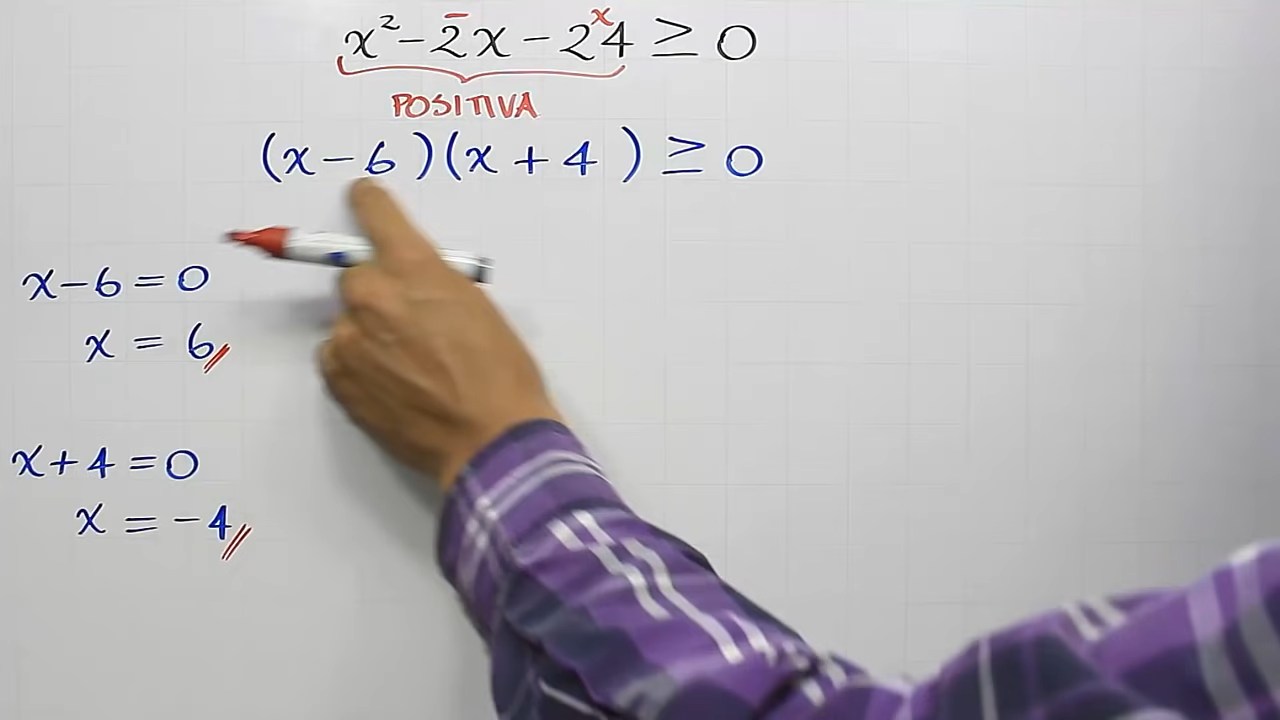 x² - 2x - 24 ≥ 0
POSITIVA
(x - 6)(x + 4) ≥ 0
x - 6 = 0
x = 6
x + 4 = 0
x = -4